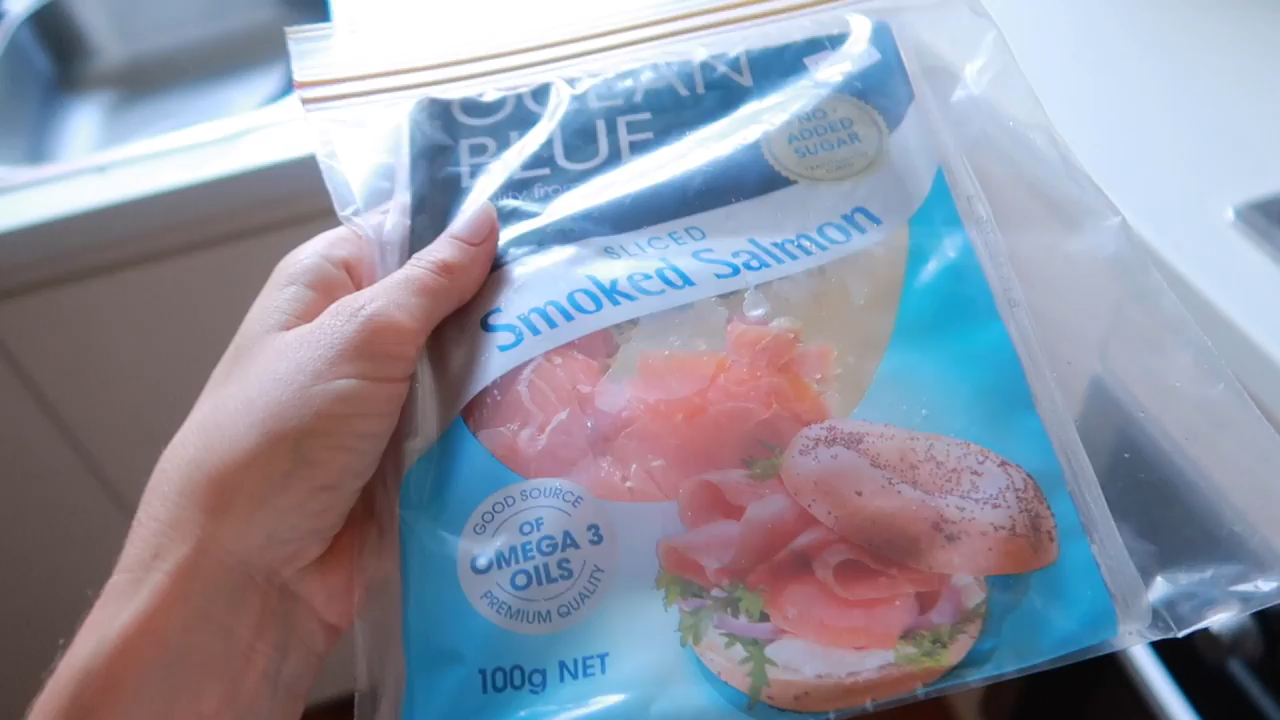 OCEAN
BLUE
NO
ADDED
SUGAR
SLICED
Smoked Salmon
GOOD SOURCE
OF
OMEGA 3
OILS
PREMIUM QUALITY
100g NET